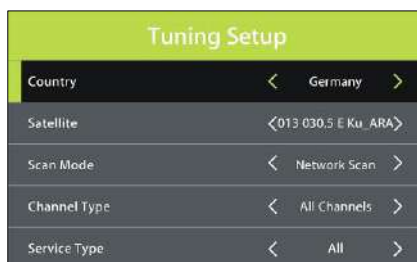 Tuning Setup
Country < Germany >
Satellite <013 030.5 E Ku_ARA>
Scan Mode < Network Scan >
Channel Type < All Channels >
Service Type < All >